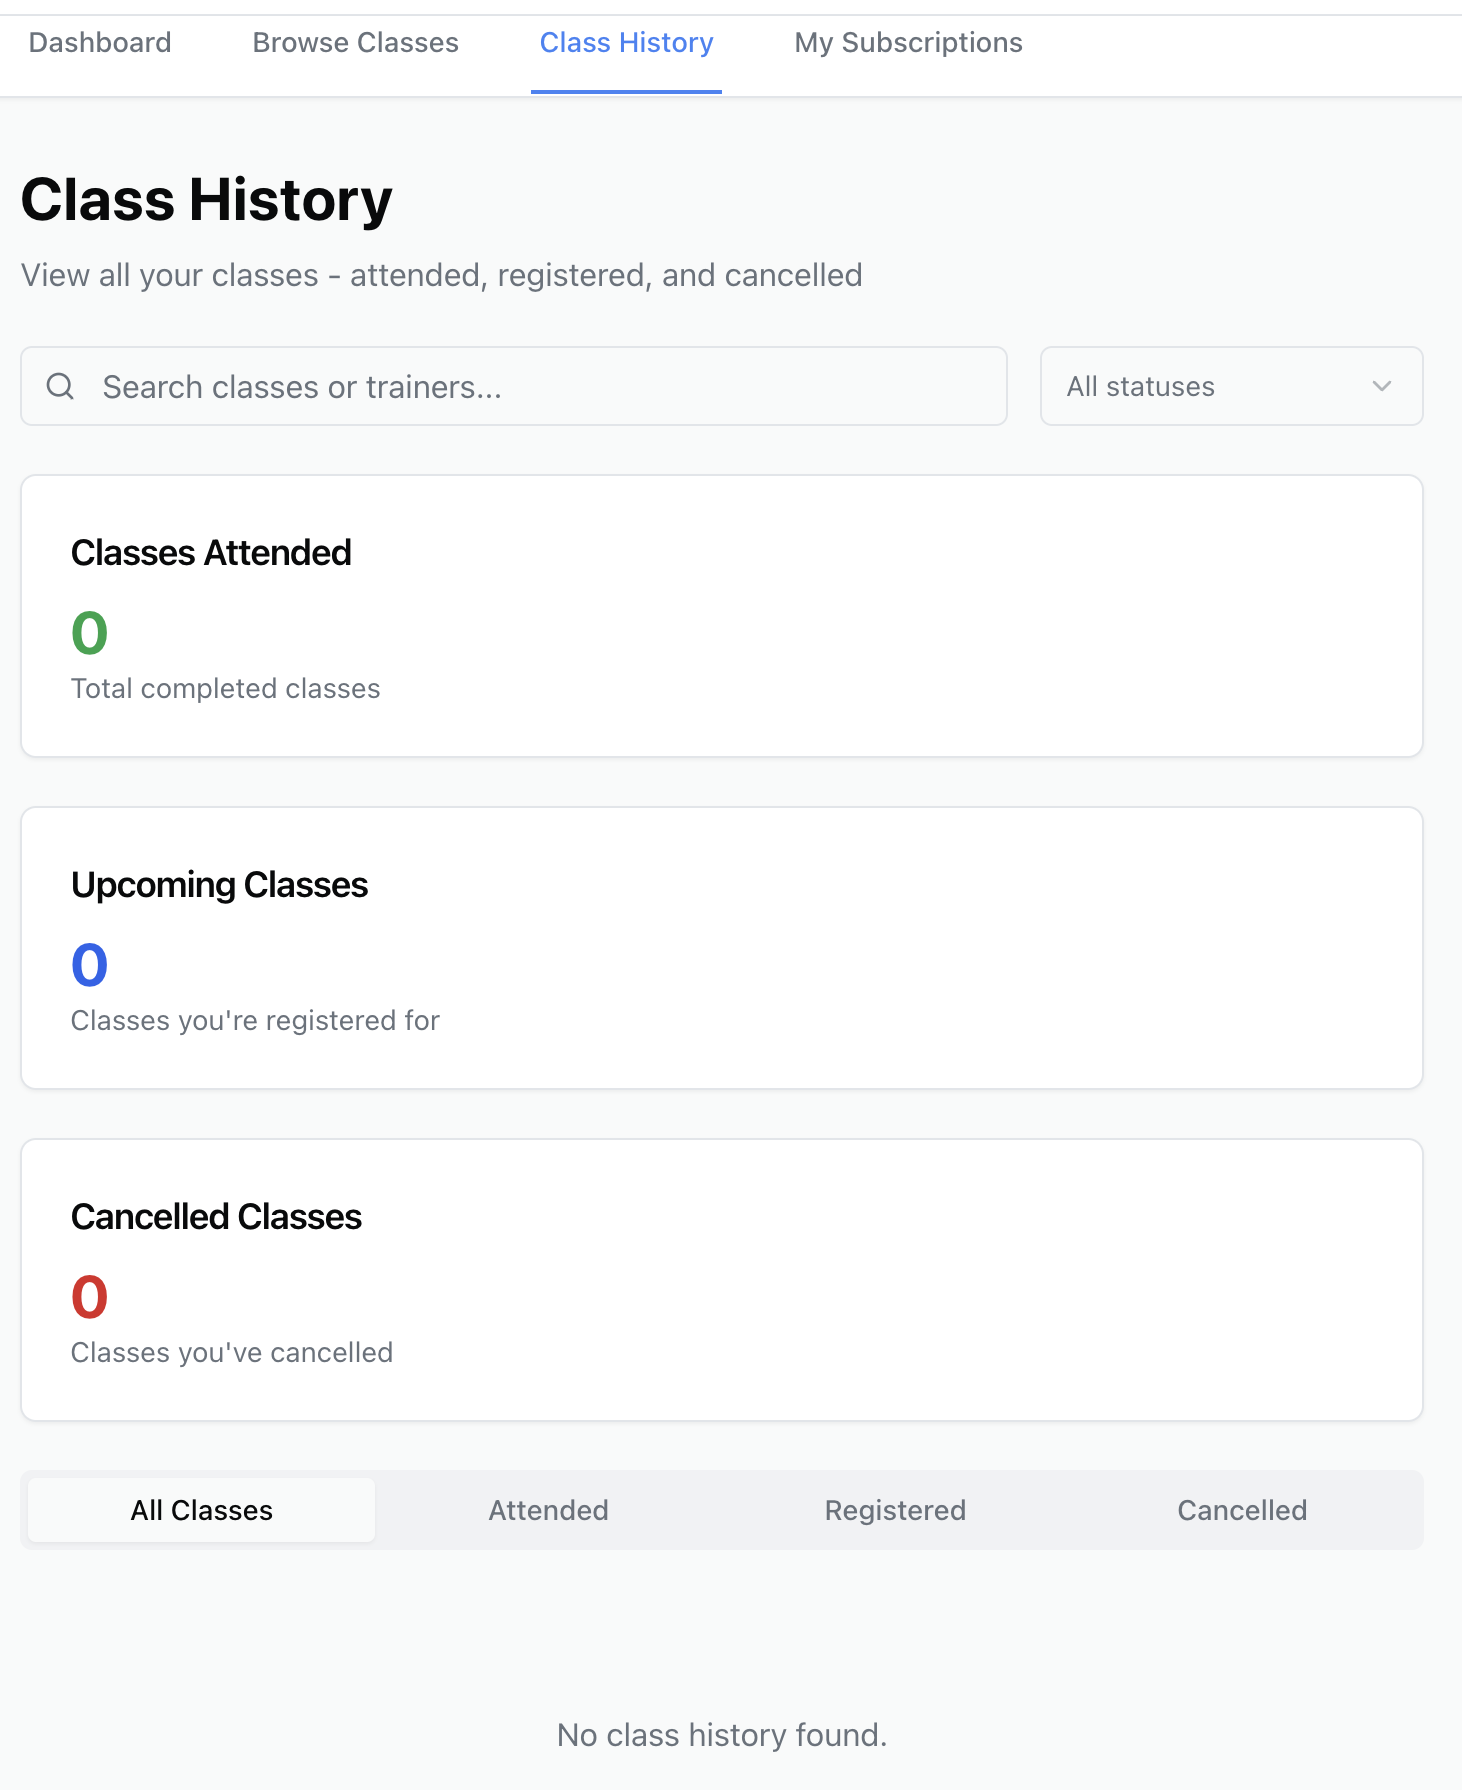 Dashboard Browse Classes Class History My Subscriptions
Class History
View all your classes - attended, registered, and cancelled
Search classes or trainers... All statuses
Classes Attended
0
Total completed classes
Upcoming Classes
0
Classes you're registered for
Cancelled Classes
0
Classes you've cancelled
All Classes Attended Registered Cancelled
No class history found.